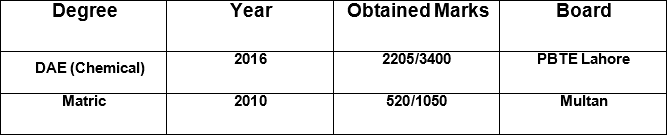 Degree Year Obtained Marks Board
DAE (Chemical) 2016 2205/3400 PBTE Lahore
Matric 2010 520/1050 Multan